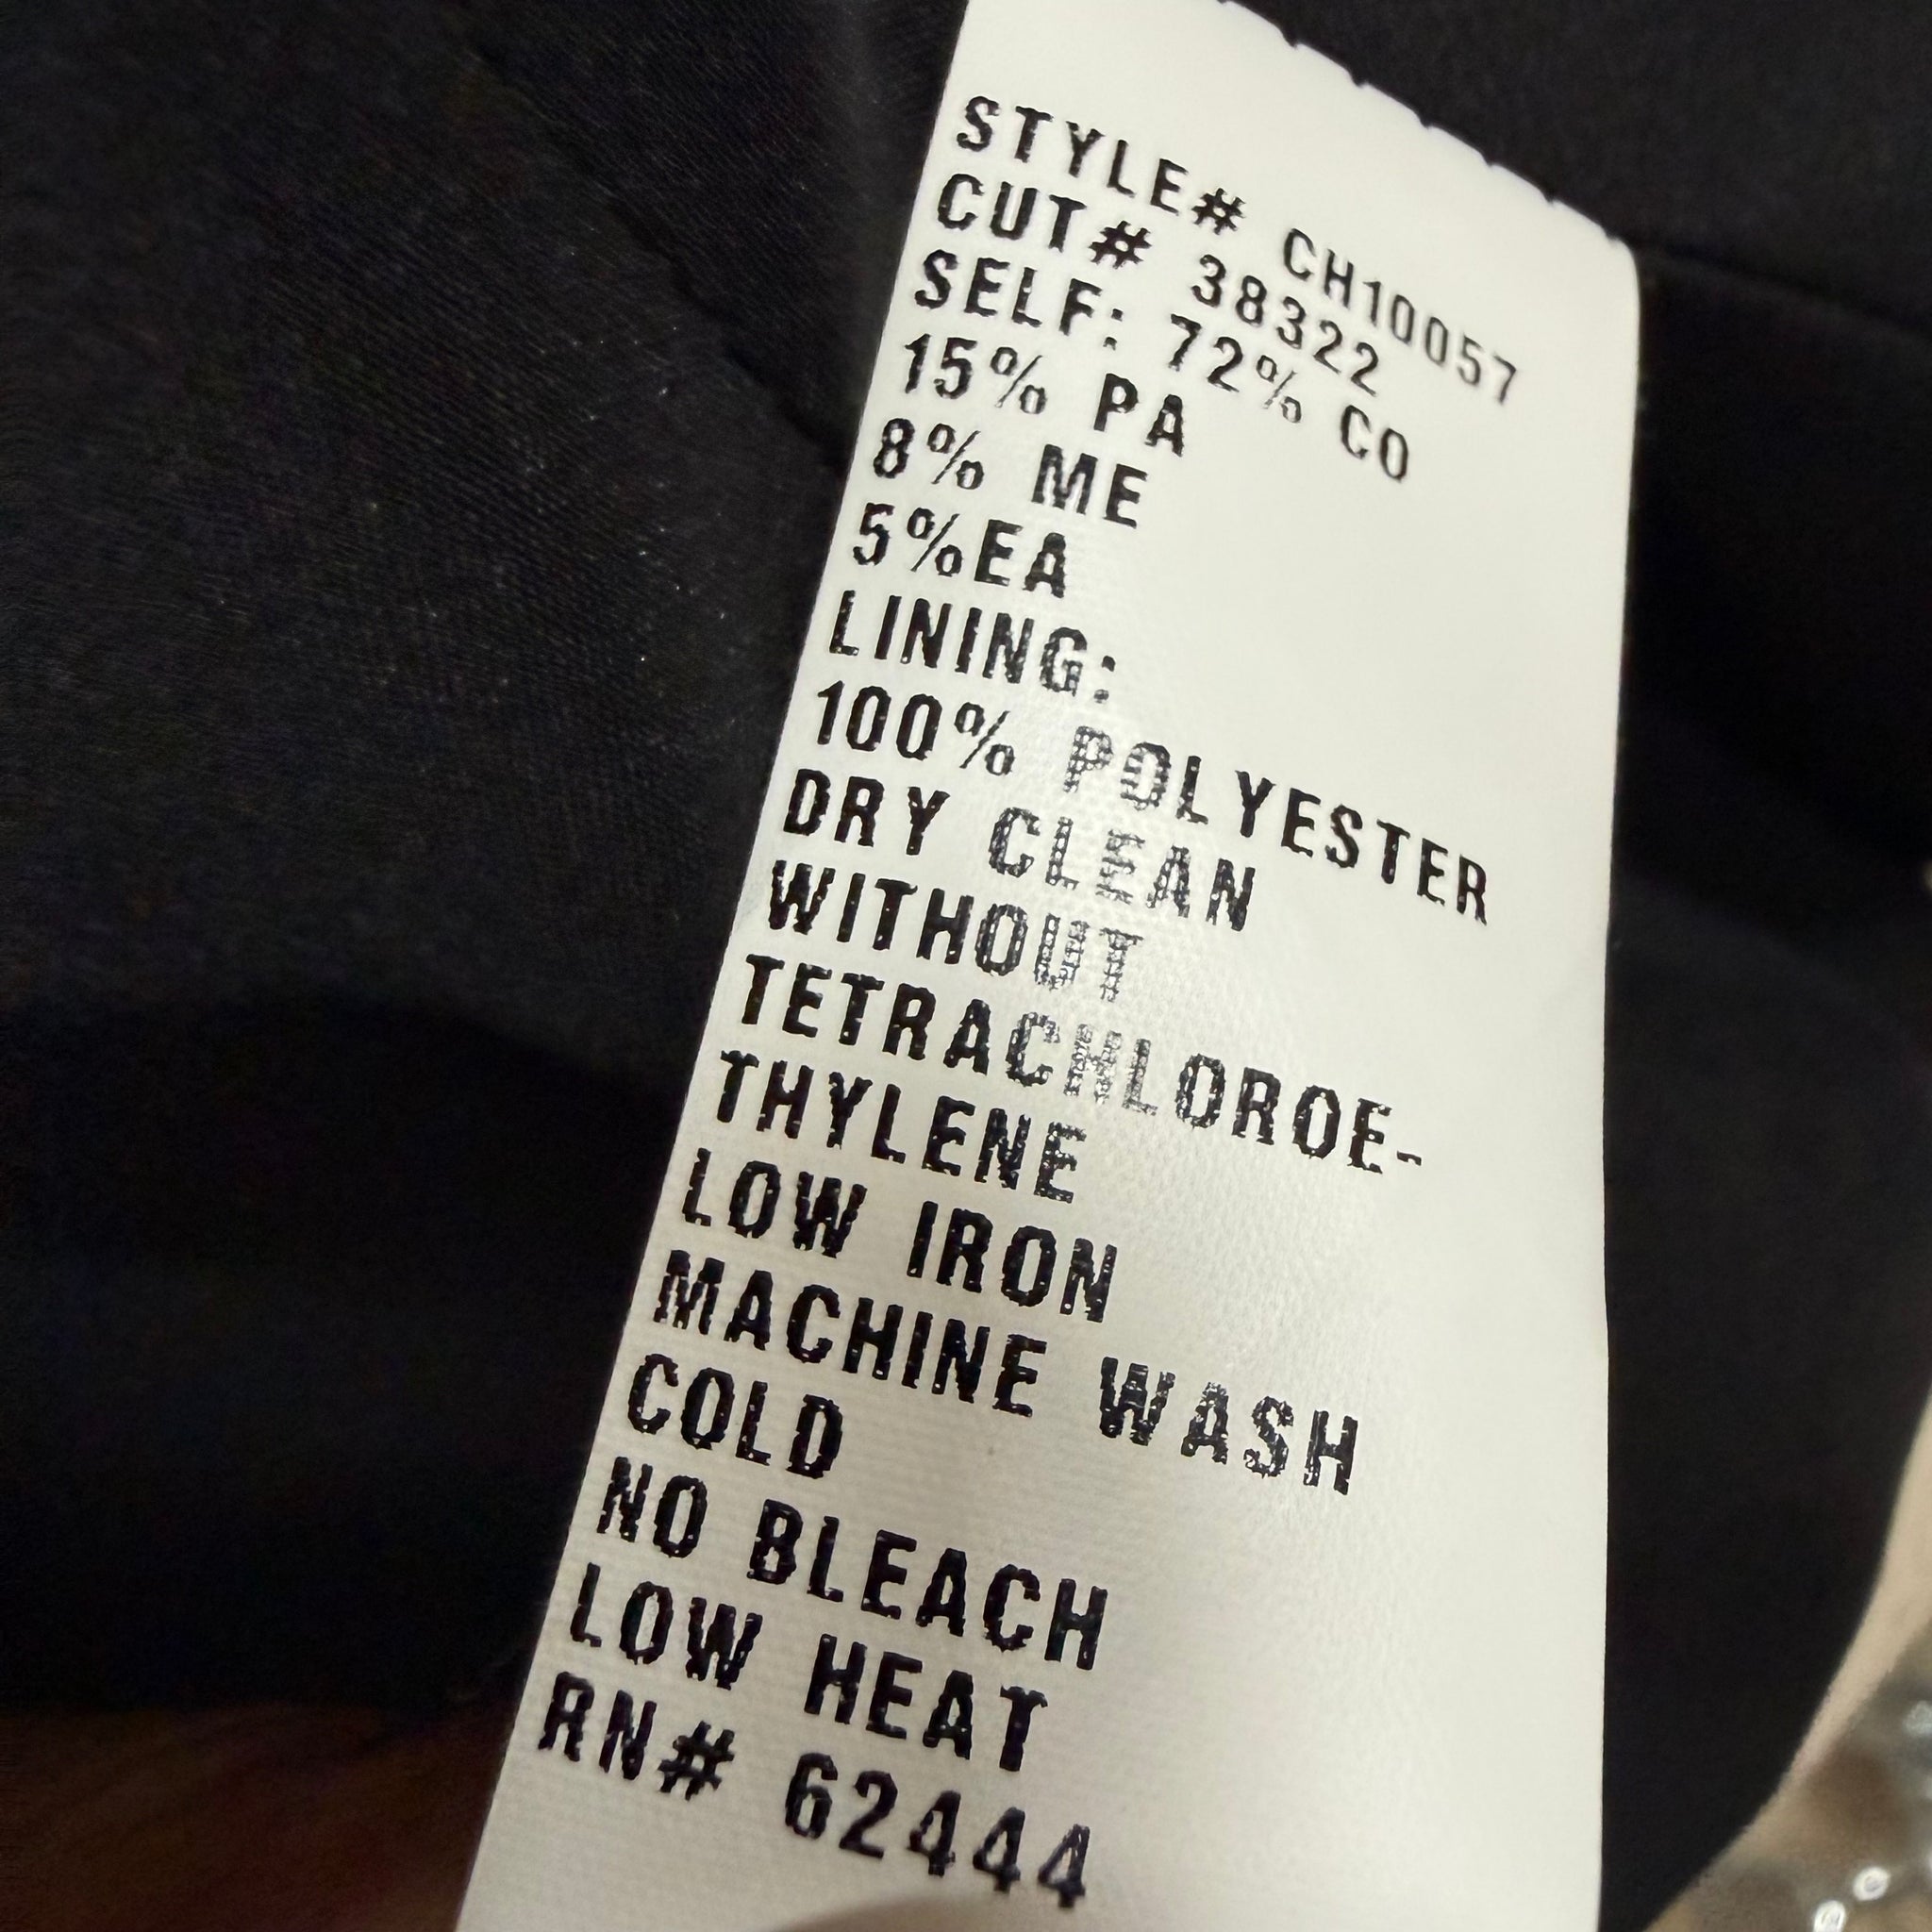 STYLE# CH10057
CUT# 38322
SELF: 72% CO
15% PA
8% ME
5%EA
LINING:
100% POLYESTER
DRY CLEAN
WITHOUT
TETRACHLOROE-
THYLENE
LOW IRON
MACHINE WASH
COLD
NO BLEACH
LOW HEAT
RN# 62444